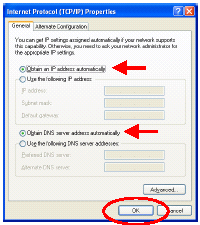 Internet Protocol (TCP/IP) Properties
General
Alternate Configuration
You can get IP settings assigned automatically if your network supports
this capability. Otherwise, you need to ask your network administrator for
the appropriate IP settings.
Obtain an IP address automatically
Use the following IP address:
IP address:
Subnet mask:
Default gateway:
Obtain DNS server address automatically
Use the following DNS server addresses:
Preferred DNS server:
Alternate DNS server:
Advanced...
OK
Cancel